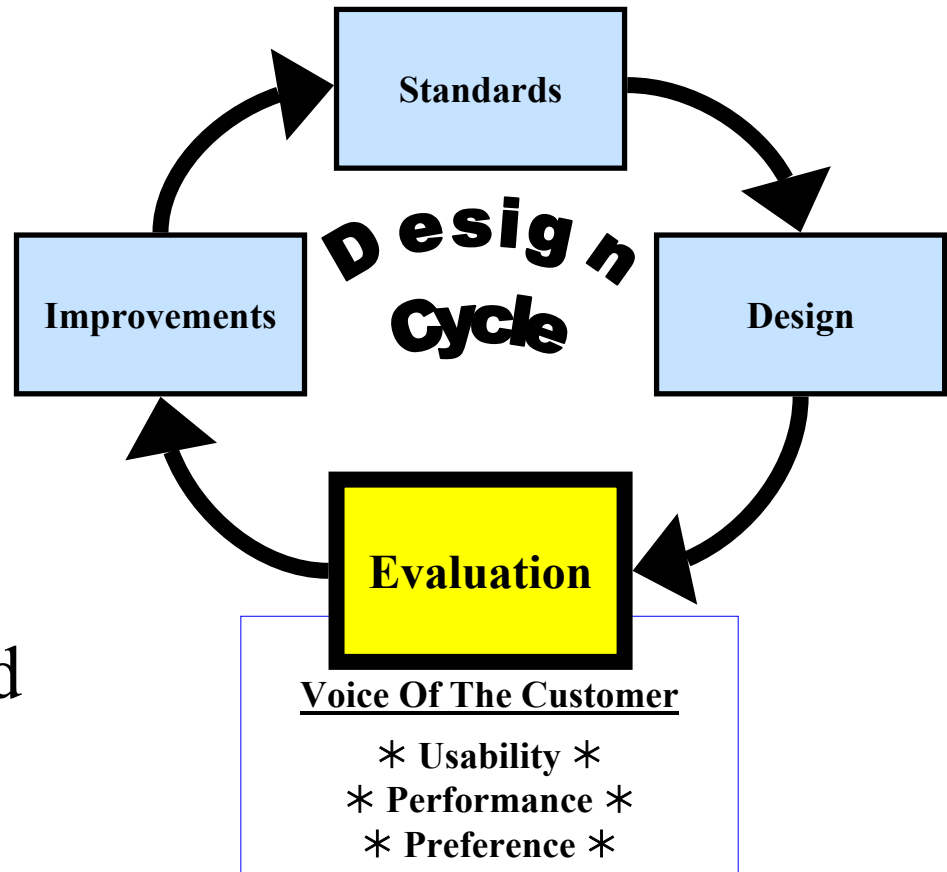 Standards
Design
Cycle
Improvements
Design
Evaluation
d
Voice Of The Customer
* Usability *
* Performance *
* Preference *